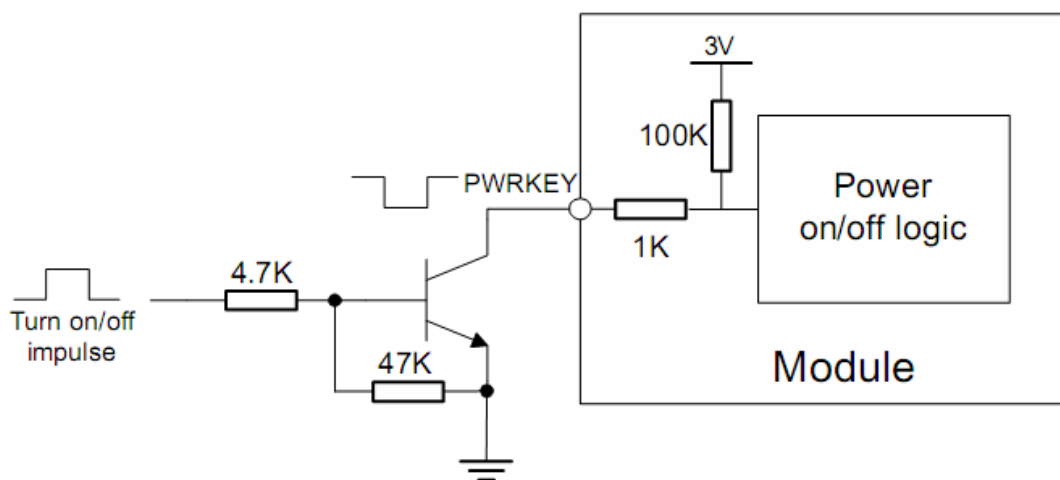 3V
100K
PWRKEY
Power
on/off logic
1K
4.7K
Turn on/off
impulse
47K
Module